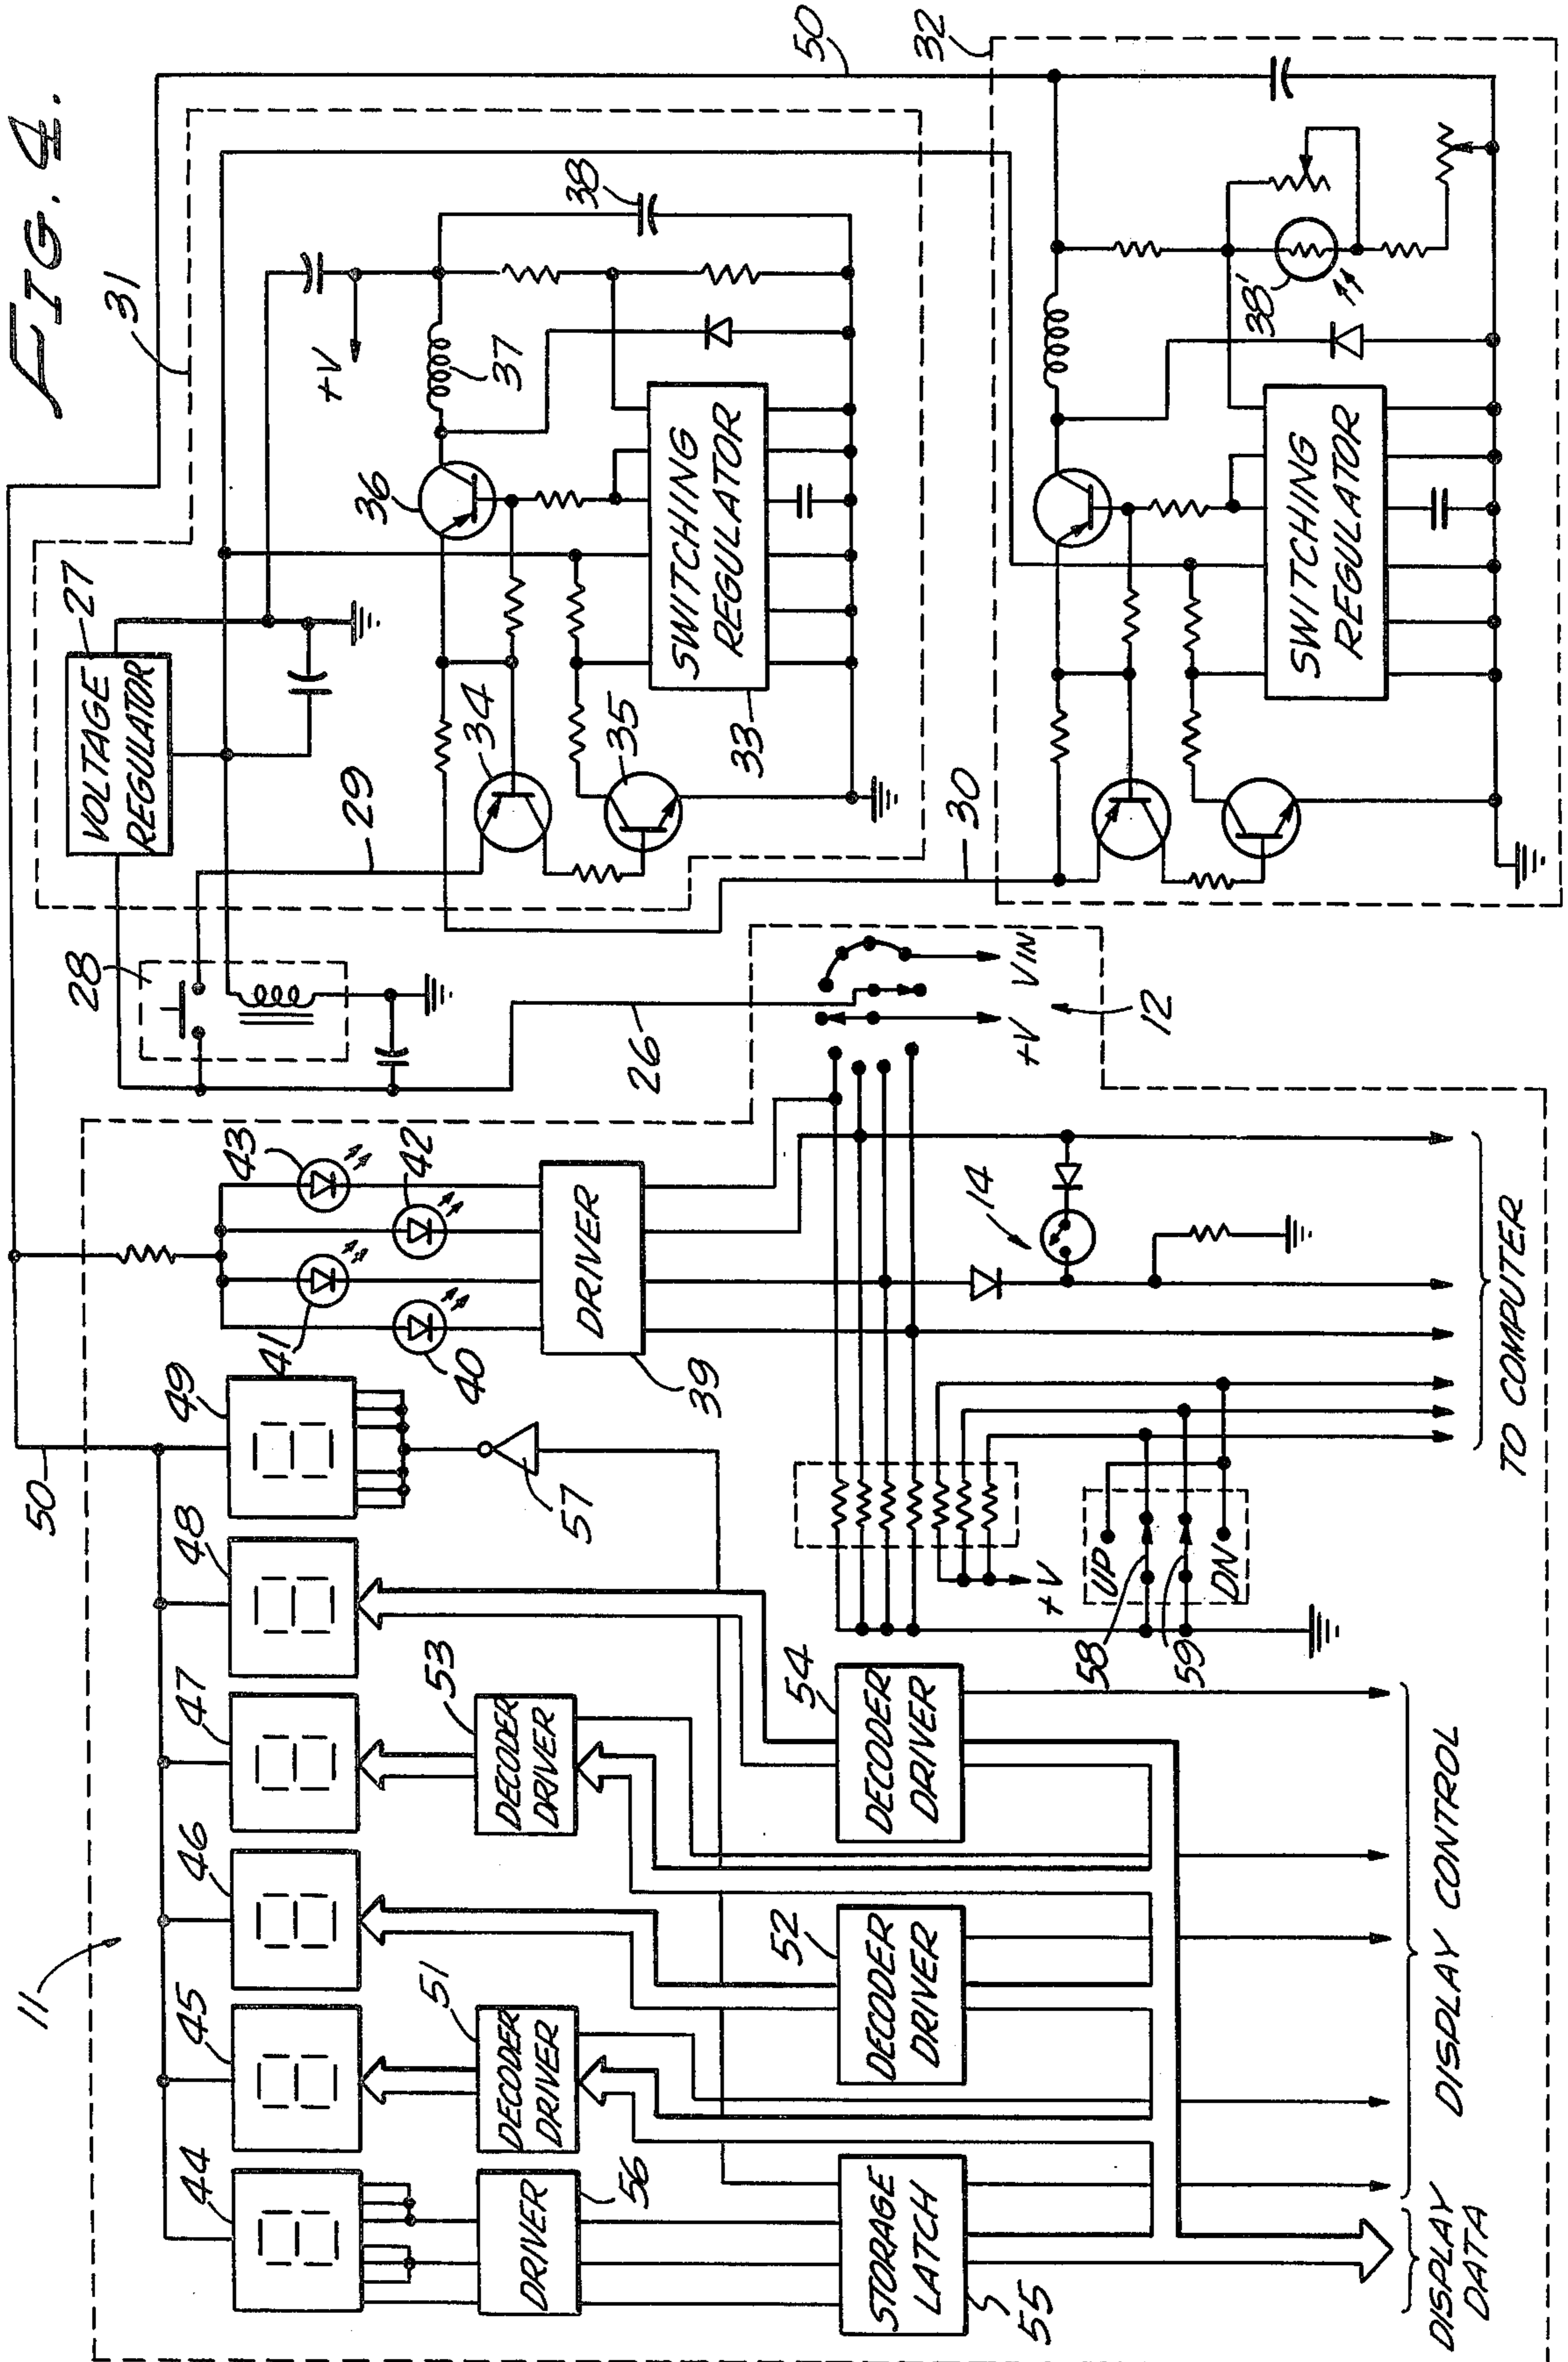 FIG. 4.
11
44
45
46
47
48
49
50
41
43
42
40
DRIVER
39
51
DECODER
DRIVER
53
DECODER
DRIVER
56
DRIVER
57
52
DECODER
DRIVER
54
DECODER
DRIVER
STORAGE
LATCH
55
+V
UP
58
59
DN
14
12
+V
VIN
26
28
DISPLAY
DATA
DISPLAY CONTROL
TO COMPUTER
VOLTAGE
REGULATOR
27
29
31
+V
36
37
38
34
35
SWITCHING
REGULATOR
33
30
50
32
38'
SWITCHING
REGULATOR